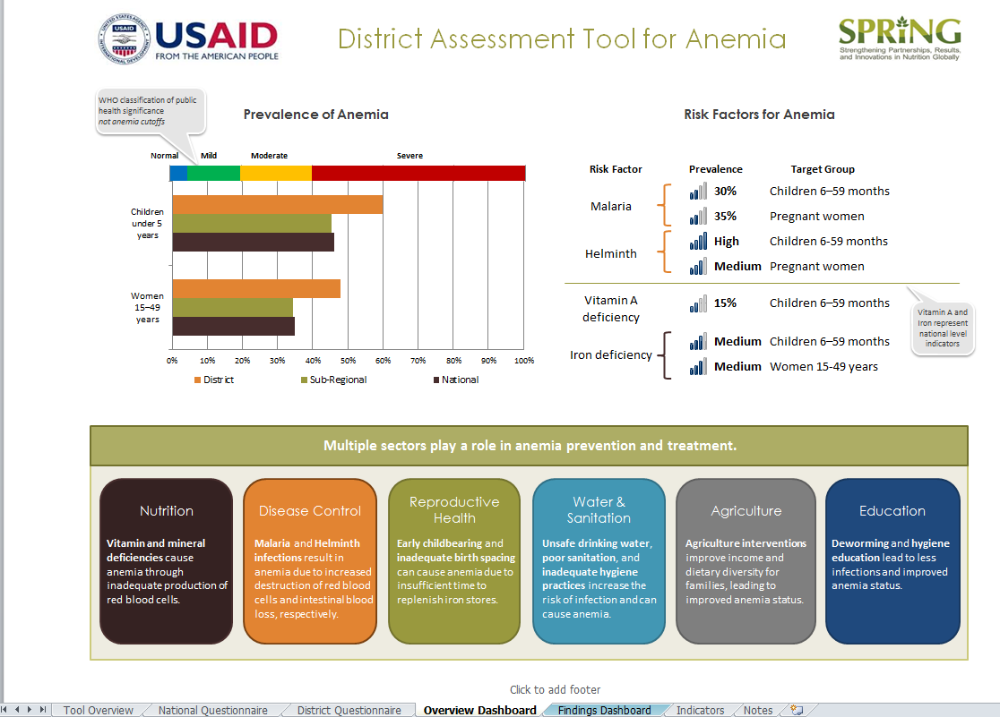 USAID
FROM THE AMERICAN PEOPLE
District Assessment Tool for Anemia
SPRING
Strengthening Partnerships, Results,
and Innovations in Nutrition Globally
WHO classification of public
health significance
not anemia cutoffs
Prevalence of Anemia
Normal Mild Moderate Severe
Children
under 5
years
Women
15–49
years
0% 10% 20% 30% 40% 50% 60% 70% 80% 90% 100%
District Sub-Regional National
Risk Factors for Anemia
Risk Factor Prevalence Target Group
Malaria
30% Children 6–59 months
35% Pregnant women
Helminth
High Children 6-59 months
Medium Pregnant women
Vitamin A
deficiency
15% Children 6–59 months
Iron deficiency
Medium Children 6–59 months
Medium Women 15-49 years
Vitamin A and
Iron represent
national level
indicators
Multiple sectors play a role in anemia prevention and treatment.
Nutrition
Vitamin and mineral
deficiencies cause
anemia through
inadequate production of
red blood cells.
Disease Control
Malaria and Helminth
infections result in
anemia due to increased
destruction of red blood
cells and intestinal blood
loss, respectively.
Reproductive
Health
Early childbearing and
inadequate birth spacing
can cause anemia due to
insufficient time to
replenish iron stores.
Water &
Sanitation
Unsafe drinking water,
poor sanitation, and
inadequate hygiene
practices increase the
risk of infection and can
cause anemia.
Agriculture
Agriculture interventions
improve income and
dietary diversity for
families, leading to
improved anemia status.
Education
Deworming and hygiene
education lead to less
infections and improved
anemia status.
Click to add footer
Tool Overview National Questionnaire District Questionnaire Overview Dashboard Findings Dashboard Indicators Notes